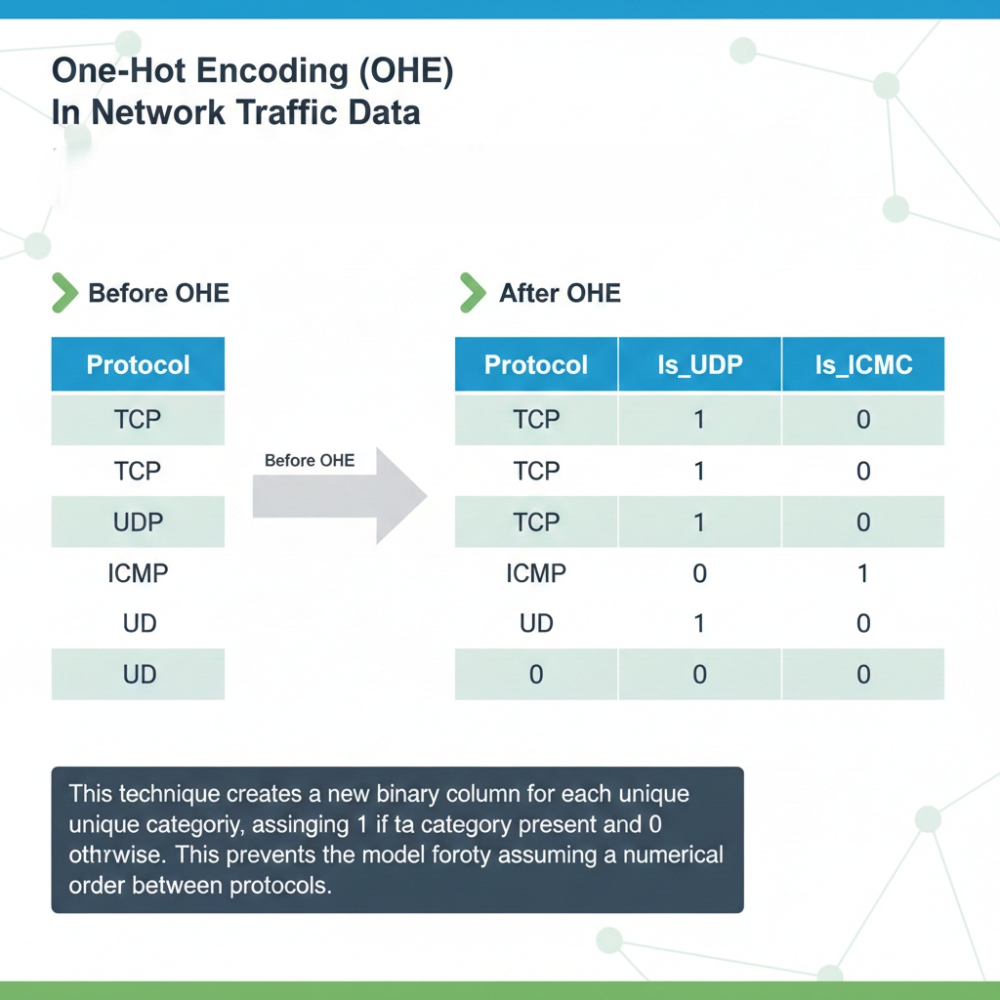 One-Hot Encoding (OHE)
In Network Traffic Data
Before OHE
Protocol
TCP
TCP
UDP
ICMP
UD
UD
Before OHE
After OHE
Protocol Is_UDP Is_ICMC
TCP 1 0
TCP 1 0
TCP 1 0
ICMP 0 1
UD 1 0
0 0 0
This technique creates a new binary column for each unique
unique categoriy, assinging 1 if ta category present and 0
othrwise. This prevents the model foroty assuming a numerical
order between protocols.